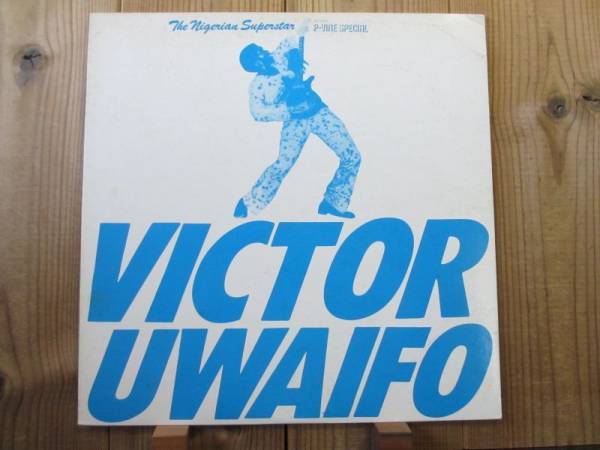 The Nigerian Superstar
P-VINE SPECIAL
VICTOR
UWAIFO